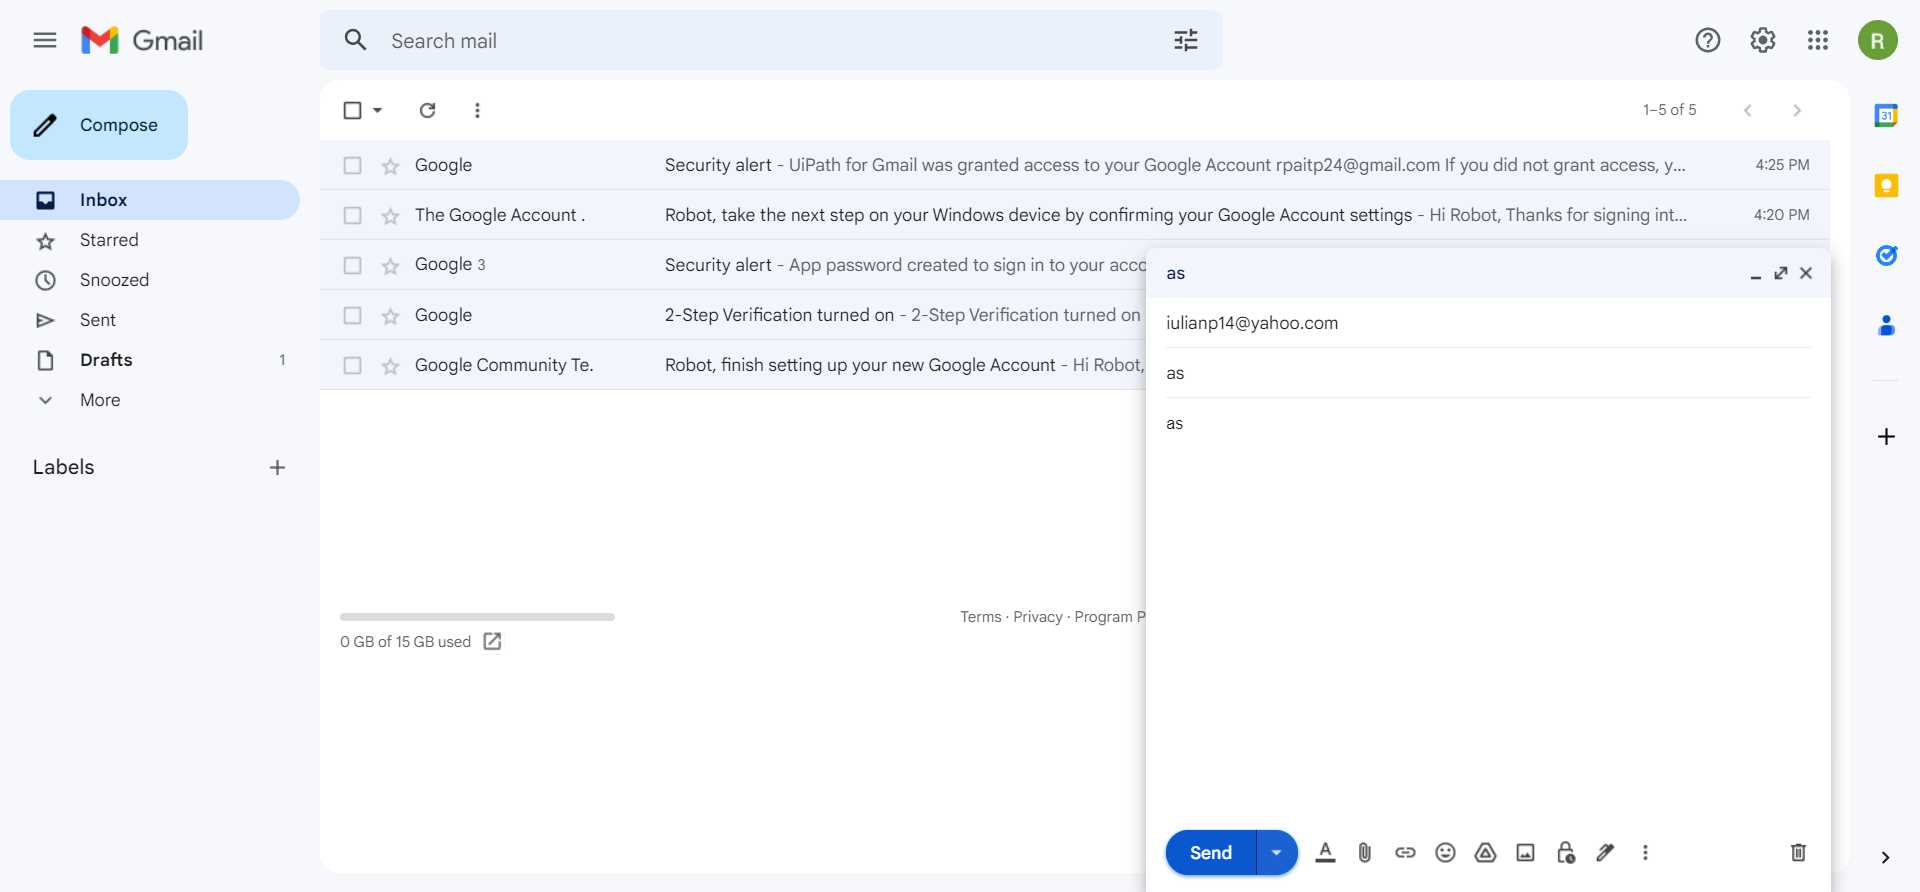 Gmail
Search mail
R
Compose
1–5 of 5
31
Inbox
Starred
Snoozed
Sent
Drafts 1
More
Labels
Google Security alert - UiPath for Gmail was granted access to your Google Account rpaitp24@gmail.com If you did not grant access, y... 4:25 PM
The Google Account . Robot, take the next step on your Windows device by confirming your Google Account settings - Hi Robot, Thanks for signing int... 4:20 PM
Google 3 Security alert - App password created to sign in to your acco
Google 2-Step Verification turned on - 2-Step Verification turned on
Google Community Te. Robot, finish setting up your new Google Account - Hi Robot,
0 GB of 15 GB used
Terms · Privacy · Program P
as
iulianp14@yahoo.com
as
as
Send